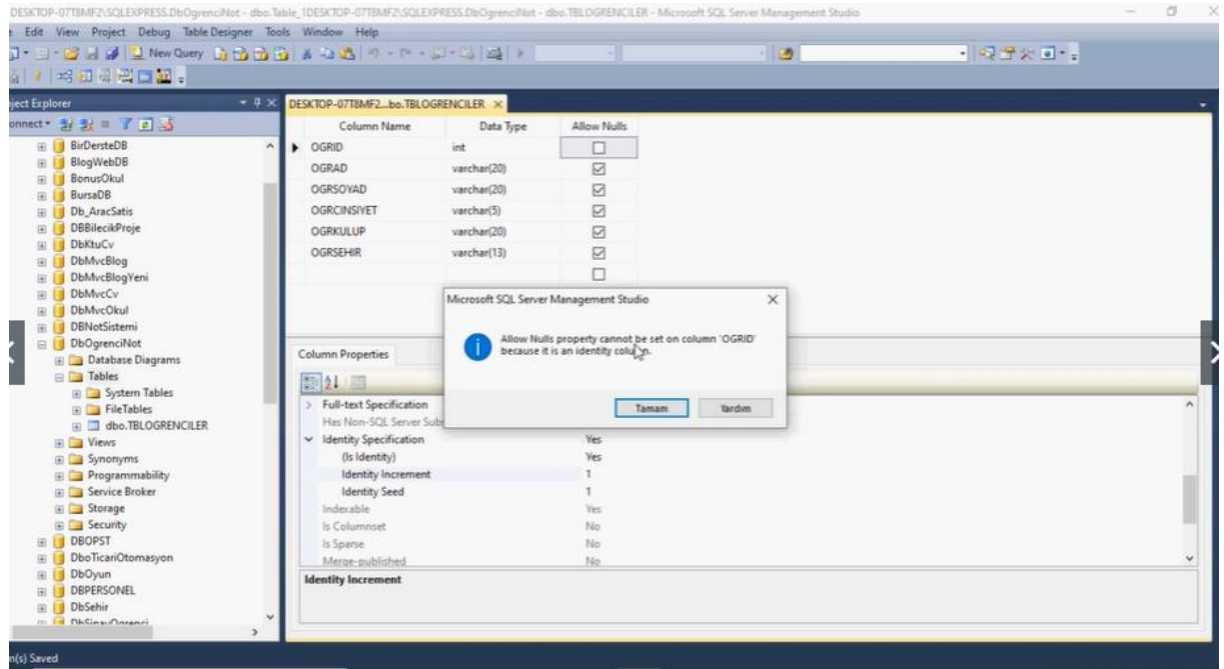 DESKTOP-07T8MF2\SQLEXPRESS.DbOgrenciNot - dbo.Table_1DESKTOP-07T8MF2\SQLEXPRESS.DbOgrenciNot - dbo.TBLOGRENCILER - Microsoft SQL Server Management Studio
Edit View Project Debug Table Designer Tools Window Help
New Query
ject Explorer
onnect
BirDersteDB
BlogWebDB
BonusOkul
BursaDB
Db_AracSatis
DBBilecikProje
DbKtuCv
DbMvcBlog
DbMvcBlogYeni
DbMvcCv
DbMvcOkul
DBNotSistemi
DbOgrenciNot
Database Diagrams
Tables
System Tables
FileTables
dbo.TBLOGRENCILER
Views
Synonyms
Programmability
Service Broker
Storage
Security
DBOPST
DboTicariOtomasyon
DbOyun
DBPERSONEL
DbSehir
DbSinavOgrenci
DESKTOP-07T8MF2...bo.TBLOGRENCILER
Column Name Data Type Allow Nulls
OGRID int
OGRAD varchar(20)
OGRSOYAD varchar(20)
OGRCINSIYET varchar(5)
OGRKULUP varchar(20)
OGRSEHIR varchar(13)
Microsoft SQL Server Management Studio
Allow Nulls property cannot be set on column 'OGRID'
because it is an identity column.
Tamam Yardım
Column Properties
Full-text Specification
Has Non-SQL Server Subs
Identity Specification Yes
(Is Identity) Yes
Identity Increment 1
Identity Seed 1
Indexable Yes
Is Columnset No
Is Sparse No
Merge-published No
Identity Increment
m(s) Saved